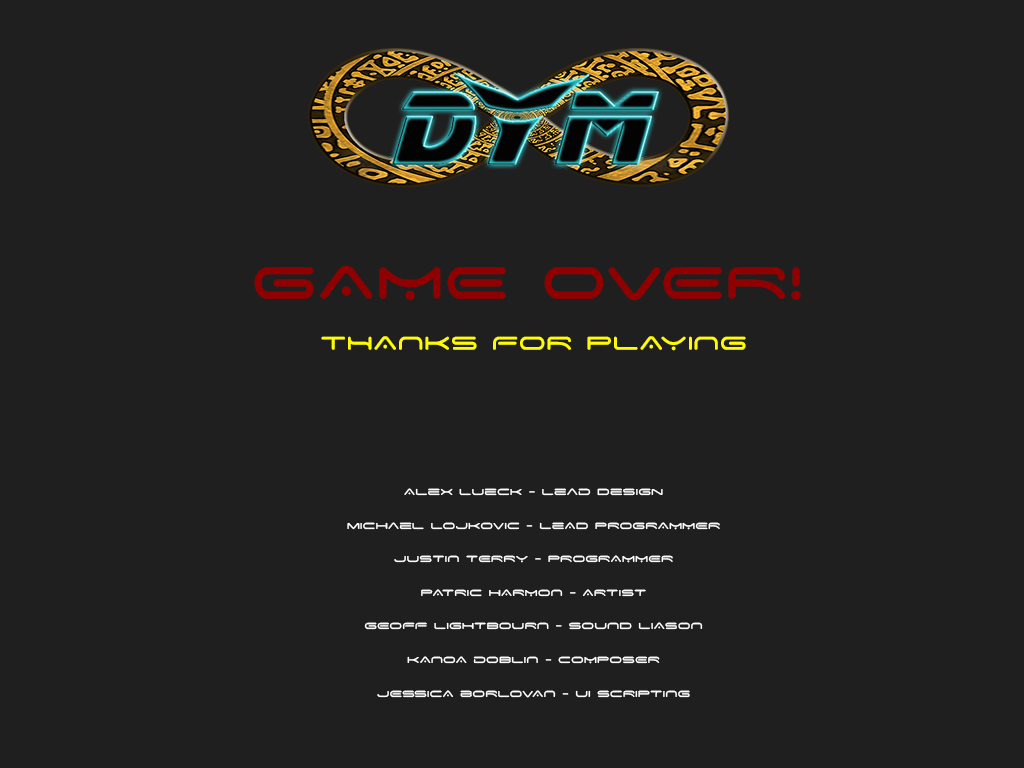 DYM
GAME OVER!
THANKS FOR PLAYING
ALEX LUECK - LEAD DESIGN
MICHAEL LOJKOVIC - LEAD PROGRAMMER
JUSTIN TERRY - PROGRAMMER
PATRIC HARMON - ARTIST
GEOFF LIGHTBOURN - SOUND LIASON
KANOA DOBLIN - COMPOSER
JESSICA BORLOVAN - UI SCRIPTING